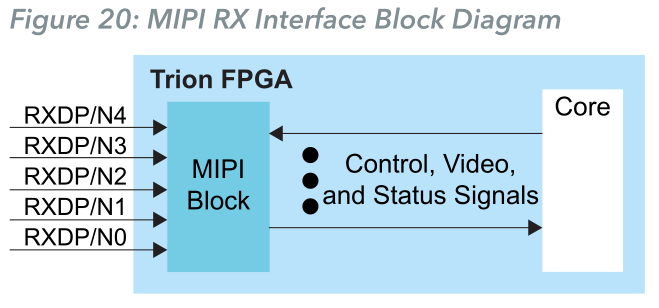 Figure 20: MIPI RX Interface Block Diagram
Trion FPGA
RXDP/N4
RXDP/N3
RXDP/N2
RXDP/N1
RXDP/N0
MIPI
Block
Control, Video,
and Status Signals
Core